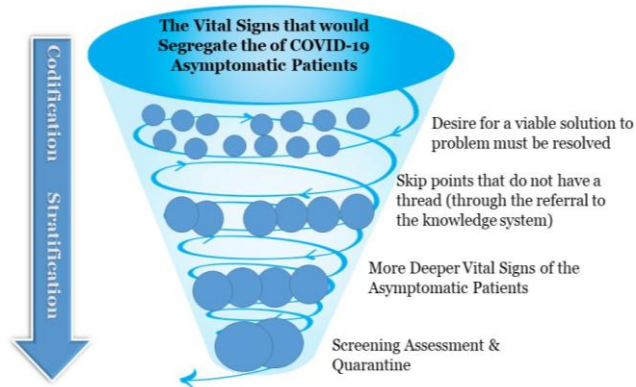 The Vital Signs that would
Segregate the of COVID-19
Asymptomatic Patients
Codification Stratification
Desire for a viable solution to
problem must be resolved
Skip points that do not have a
thread (through the referral to
the knowledge system)
More Deeper Vital Signs of the
Asymptomatic Patients
Screening Assessment &
Quarantine